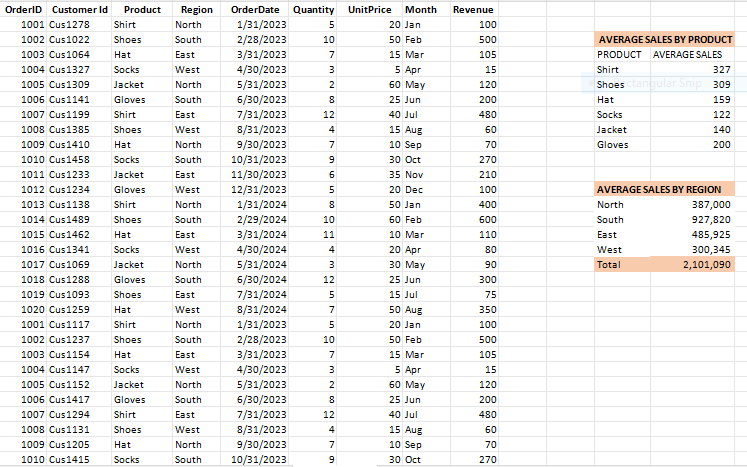 OrderID Customer Id Product Region OrderDate Quantity UnitPrice Month Revenue
1001 Cus1278 Shirt North 1/31/2023 5 20 Jan 100
1002 Cus1022 Shoes South 2/28/2023 10 50 Feb 500 AVERAGE SALES BY PRODUCT
1003 Cus1064 Hat East 3/31/2023 7 15 Mar 105 PRODUCT AVERAGE SALES
1004 Cus1327 Socks West 4/30/2023 3 5 Apr 15 Shirt 327
1005 Cus1309 Jacket North 5/31/2023 2 60 May 120 Shoes 309
1006 Cus1141 Gloves South 6/30/2023 8 25 Jun 200 Hat 159
1007 Cus1199 Shirt East 7/31/2023 12 40 Jul 480 Socks 122
1008 Cus1385 Shoes West 8/31/2023 4 15 Aug 60 Jacket 140
1009 Cus1410 Hat North 9/30/2023 7 10 Sep 70 Gloves 200
1010 Cus1458 Socks South 10/31/2023 9 30 Oct 270
1011 Cus1233 Jacket East 11/30/2023 6 35 Nov 210
1012 Cus1234 Gloves West 12/31/2023 5 20 Dec 100 AVERAGE SALES BY REGION
1013 Cus1138 Shirt North 1/31/2024 8 50 Jan 400 North 387,000
1014 Cus1489 Shoes South 2/29/2024 10 60 Feb 600 South 927,820
1015 Cus1462 Hat East 3/31/2024 11 10 Mar 110 East 485,925
1016 Cus1341 Socks West 4/30/2024 4 20 Apr 80 West 300,345
1017 Cus1069 Jacket North 5/31/2024 3 30 May 90 Total 2,101,090
1018 Cus1288 Gloves South 6/30/2024 12 25 Jun 300
1019 Cus1093 Shoes East 7/31/2024 5 15 Jul 75
1020 Cus1259 Hat West 8/31/2024 7 50 Aug 350
1001 Cus1117 Shirt North 1/31/2023 5 20 Jan 100
1002 Cus1237 Shoes South 2/28/2023 10 50 Feb 500
1003 Cus1154 Hat East 3/31/2023 7 15 Mar 105
1004 Cus1147 Socks West 4/30/2023 3 5 Apr 15
1005 Cus1152 Jacket North 5/31/2023 2 60 May 120
1006 Cus1417 Gloves South 6/30/2023 8 25 Jun 200
1007 Cus1294 Shirt East 7/31/2023 12 40 Jul 480
1008 Cus1131 Shoes West 8/31/2023 4 15 Aug 60
1009 Cus1205 Hat North 9/30/2023 7 10 Sep 70
1010 Cus1415 Socks South 10/31/2023 9 30 Oct 270